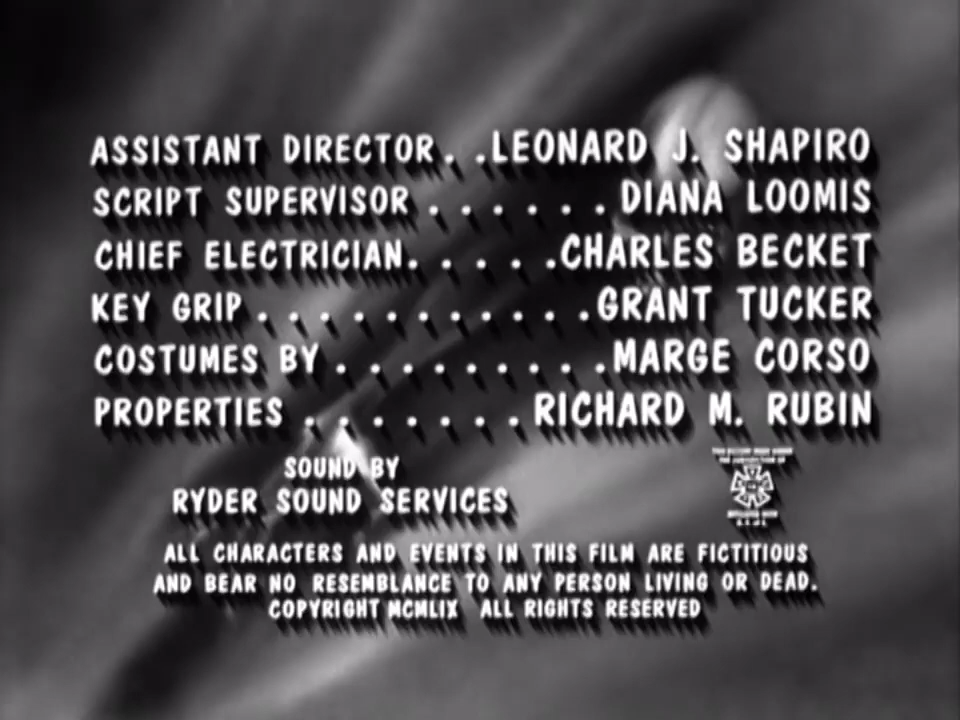 ASSISTANT DIRECTOR. .LEONARD J. SHAPIRO
SCRIPT SUPERVISOR . . . . . . DIANA LOOMIS
CHIEF ELECTRICIAN. . . . .CHARLES BECKET
KEY GRIP . . . . . . . . . . . .GRANT TUCKER
COSTUMES BY . . . . . . . . .MARGE CORSO
PROPERTIES . . . . . . . RICHARD M. RUBIN
SOUND BY
RYDER SOUND SERVICES
ALL CHARACTERS AND EVENTS IN THIS FILM ARE FICTITIOUS
AND BEAR NO RESEMBLANCE TO ANY PERSON LIVING OR DEAD.
COPYRIGHT MCMLIX ALL RIGHTS RESERVED